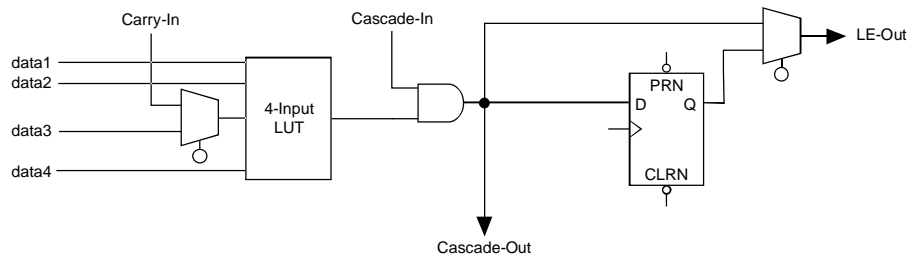 Carry-In
Cascade-In
LE-Out
data1
data2
data3
data4
4-Input
LUT
PRN
D
Q
CLRN
Cascade-Out